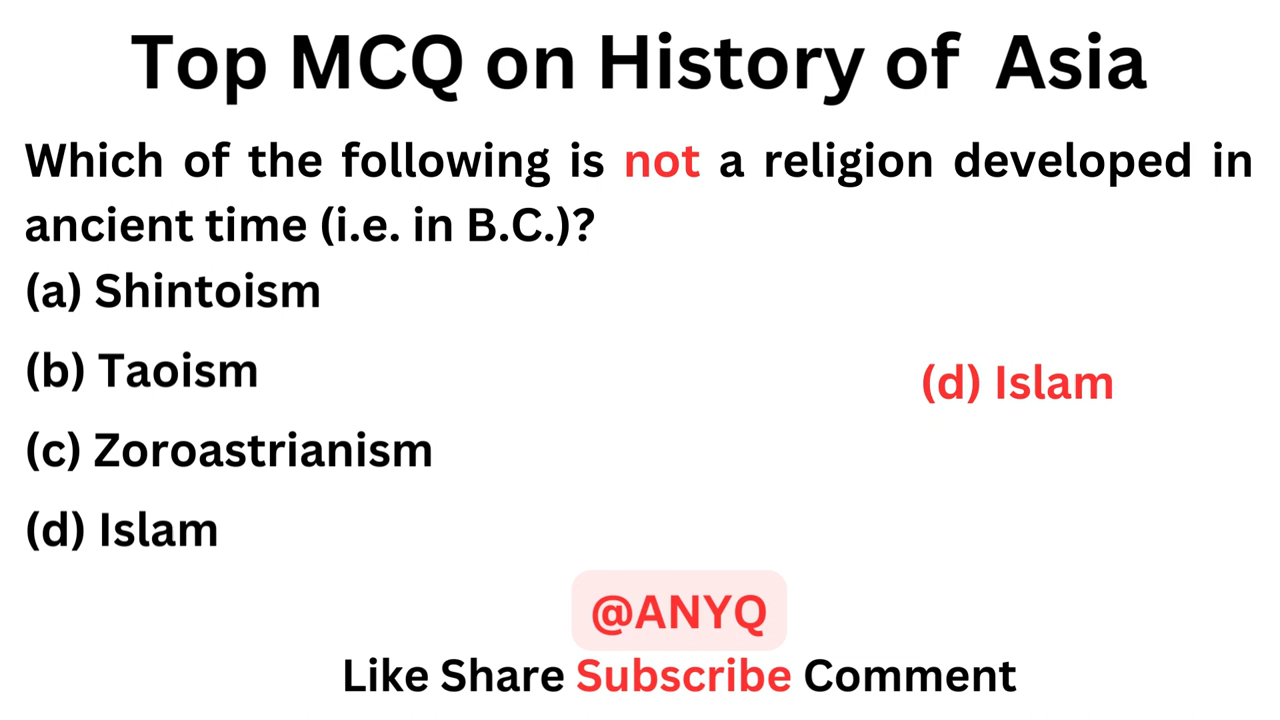 Top MCQ on History of Asia
Which of the following is not a religion developed in
ancient time (i.e. in B.C.)?
(a) Shintoism
(b) Taoism
(d) Islam
(c) Zoroastrianism
(d) Islam
@ANYQ
Like Share Subscribe Comment